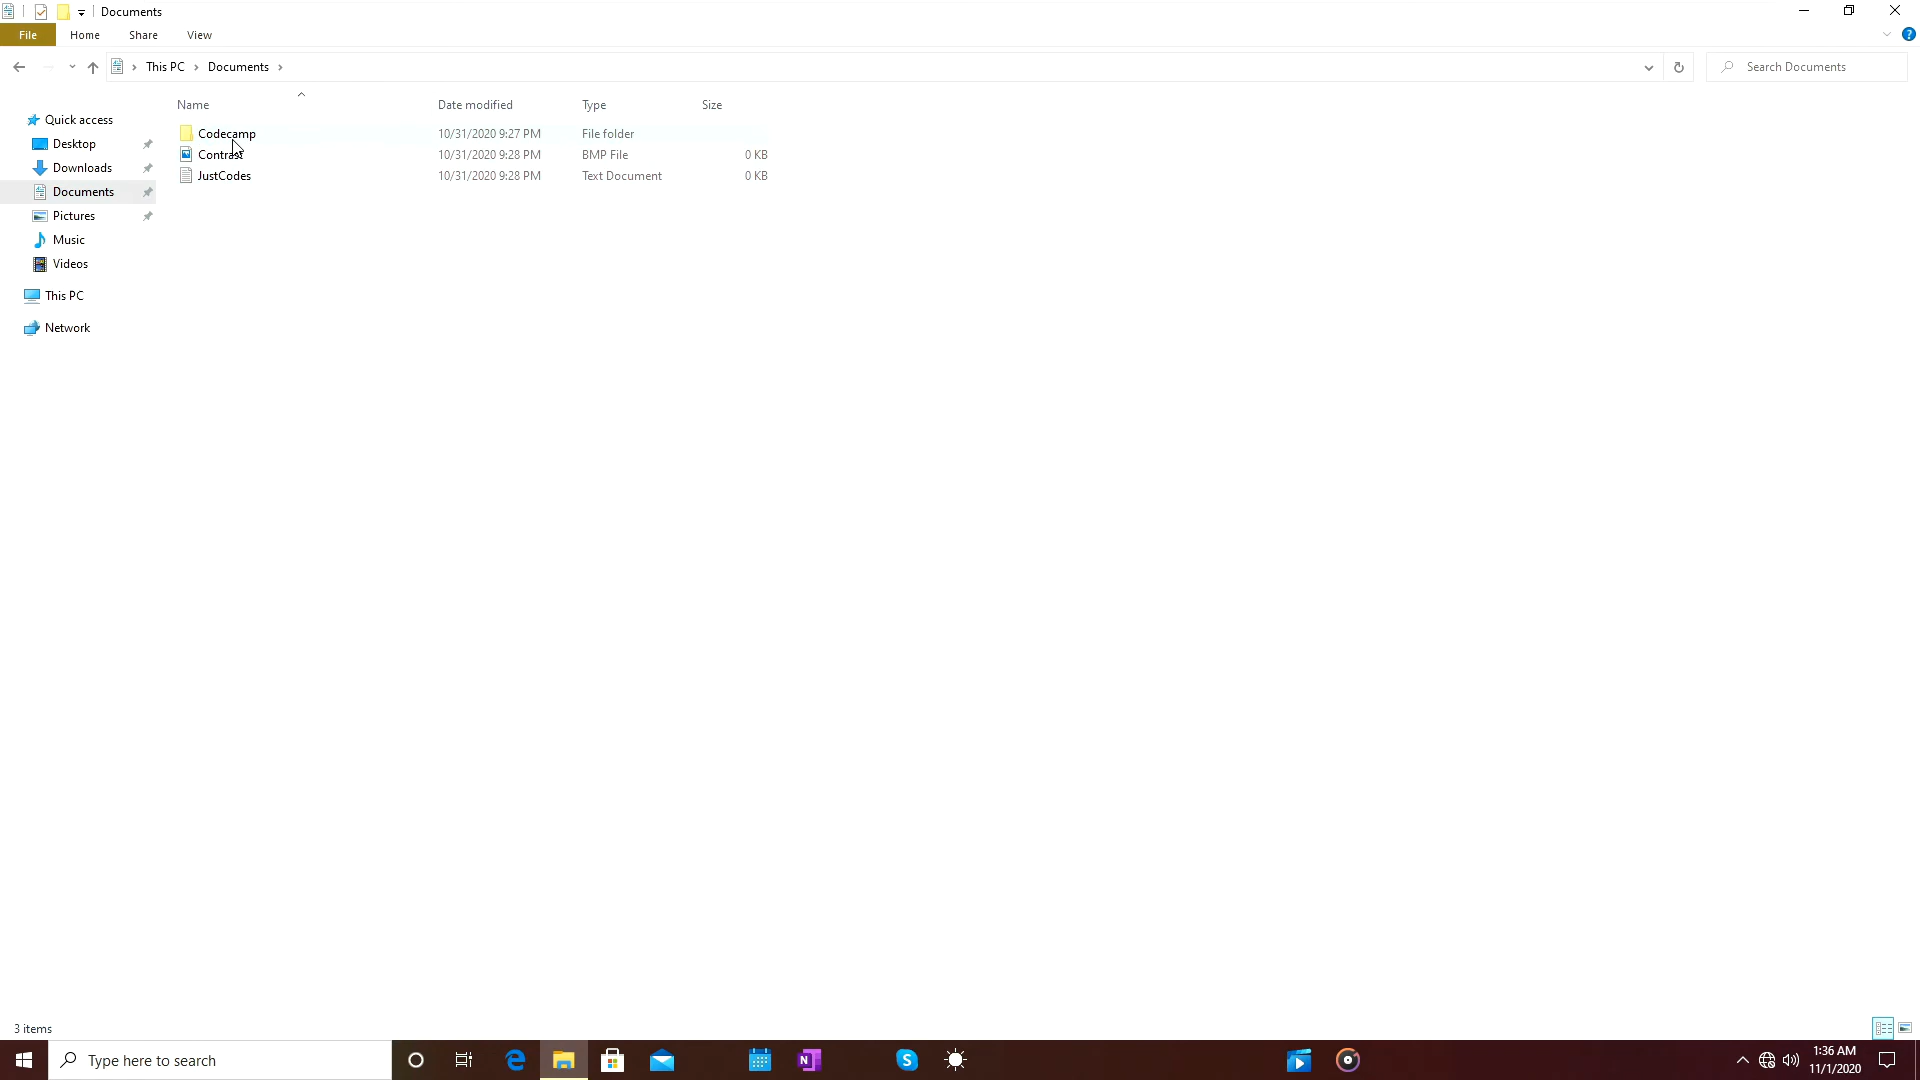 Documents
File Home Share View
This PC Documents
Search Documents
Name Date modified Type Size
Quick access
Desktop
Downloads
Documents
Pictures
Music
Videos
This PC
Network
Codecamp 10/31/2020 9:27 PM File folder
Contrast 10/31/2020 9:28 PM BMP File 0 KB
JustCodes 10/31/2020 9:28 PM Text Document 0 KB
3 items
Type here to search
1:36 AM
11/1/2020